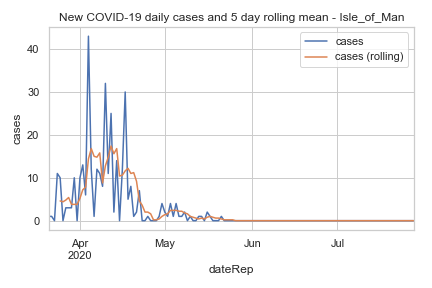 New COVID-19 daily cases and 5 day rolling mean - Isle_of_Man
cases
cases (rolling)
40
30
20
10
0
cases
Apr
2020
May
Jun
Jul
dateRep